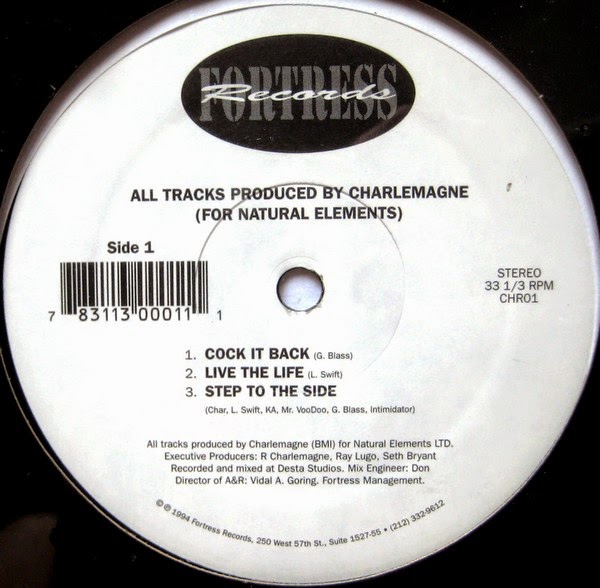 FORTRESS
Records
ALL TRACKS PRODUCED BY CHARLEMAGNE
(FOR NATURAL ELEMENTS)
Side 1
7 83113 00011 1
STEREO
33 1/3 RPM
CHR01
1. COCK IT BACK (G. Blass)
2. LIVE THE LIFE (L. Swift)
3. STEP TO THE SIDE
(Char, L. Swift, KA, Mr. VooDoo, G. Blass, Intimidator)
All tracks produced by Charlemagne (BMI) for Natural Elements LTD.
Executive Producers: R Charlemagne, Ray Lugo, Seth Bryant
Recorded and mixed at Desta Studios. Mix Engineer: Don
Director of A&R: Vidal A. Goring. Fortress Management.
©℗ 1994 Fortress Records, 250 West 57th St., Suite 1527-55 • (212) 332-9612